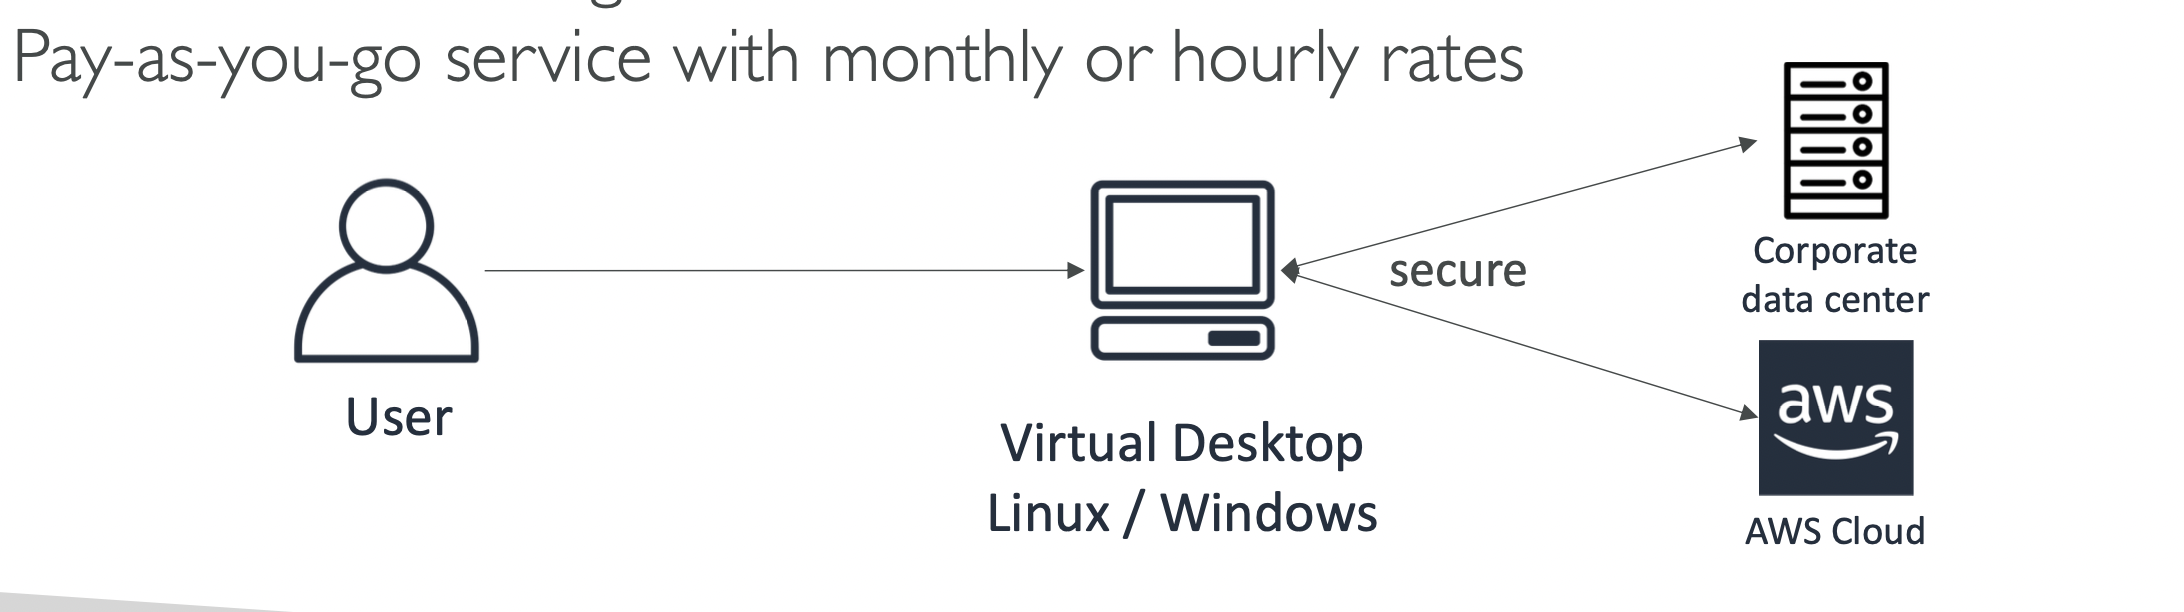 Pay-as-you-go service with monthly or hourly rates
User
Virtual Desktop
Linux / Windows
secure
Corporate
data center
aws
AWS Cloud